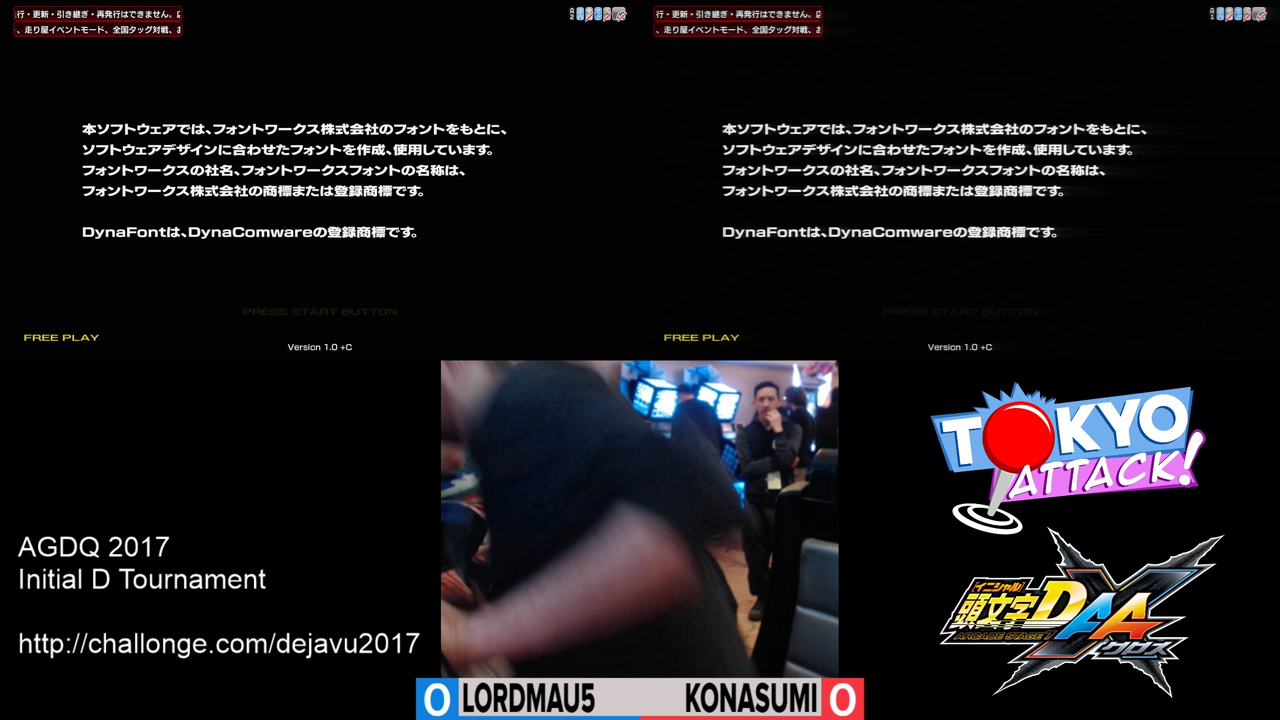 行・更新・引き継ぎ・再発行はできません。
、走り屋イベントモード、全国タッグ対戦、
本ソフトウェアでは、フォントワークス株式会社のフォントをもとに、
ソフトウェアデザインに合わせたフォントを作成、使用しています。
フォントワークスの社名、フォントワークスフォントの名称は、
フォントワークス株式会社の商標または登録商標です。
DynaFontは、DynaComwareの登録商標です。
PRESS START BUTTON
FREE PLAY
Version 1.0 +C
行・更新・引き継ぎ・再発行はできません。
、走り屋イベントモード、全国タッグ対戦、
本ソフトウェアでは、フォントワークス株式会社のフォントをもとに、
ソフトウェアデザインに合わせたフォントを作成、使用しています。
フォントワークスの社名、フォントワークスフォントの名称は、
フォントワークス株式会社の商標または登録商標です。
DynaFontは、DynaComwareの登録商標です。
PRESS START BUTTON
FREE PLAY
Version 1.0 +C
AGDQ 2017
Initial D Tournament
http://challonge.com/dejavu2017
TOKYO
ATTACK!
[イニシャル]
頭文字D
ARCADE STAGE 7
AAX
クロス
0 LORDMAU5 KONASUMI 0